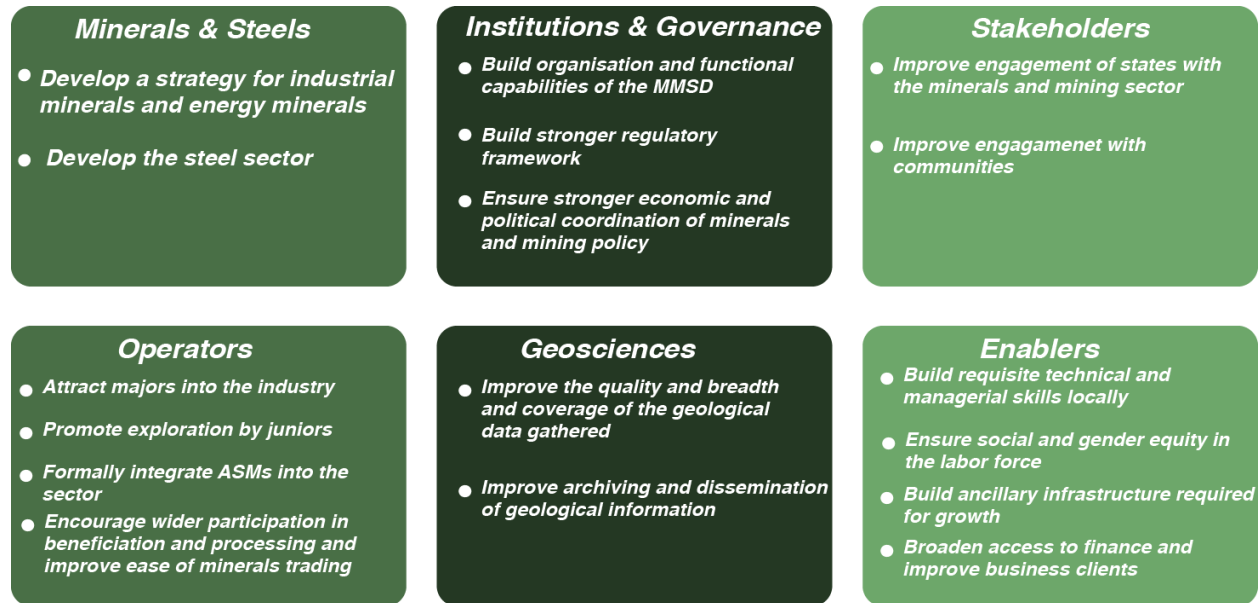 Minerals & Steels
Develop a strategy for industrial
minerals and energy minerals
Develop the steel sector
Institutions & Governance
Build organisation and functional
capabilities of the MMSD
Build stronger regulatory
framework
Ensure stronger economic and
political coordination of minerals
and mining policy
Stakeholders
Improve engagement of states with
the minerals and mining sector
Improve engagamenet with
communities
Operators
Attract majors into the industry
Promote exploration by juniors
Formally integrate ASMs into the
sector
Encourage wider participation in
beneficiation and processing and
improve ease of minerals trading
Geosciences
Improve the quality and breadth
and coverage of the geological
data gathered
Improve archiving and dissemination
of geological information
Enablers
Build requisite technical and
managerial skills locally
Ensure social and gender equity in
the labor force
Build ancillary infrastructure required
for growth
Broaden access to finance and
improve business clients